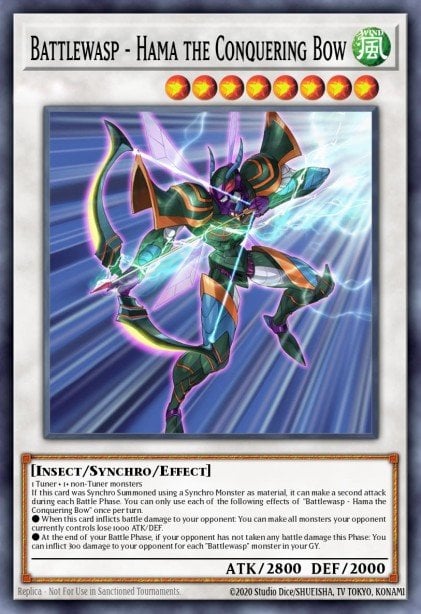 Battlewasp - Hama the Conquering Bow
WIND
風
[Insect/Synchro/Effect]
1 Tuner + 1+ non-Tuner monsters
If this card was Synchro Summoned using a Synchro Monster as material, it can make a second attack
during each Battle Phase. You can only use each of the following effects of "Battlewasp - Hama the
Conquering Bow" once per turn.
● When this card inflicts battle damage to your opponent: You can make all monsters your opponent
currently controls lose 1000 ATK/DEF.
● At the end of your Battle Phase, if your opponent has not taken any battle damage this Phase: You
can inflict 300 damage to your opponent for each "Battlewasp" monster in your GY.
ATK/2800 DEF/2000
Replica - Not For Use in Sanctioned Tournaments. ©2020 Studio Dice/SHUEISHA, TV TOKYO, KONAMI